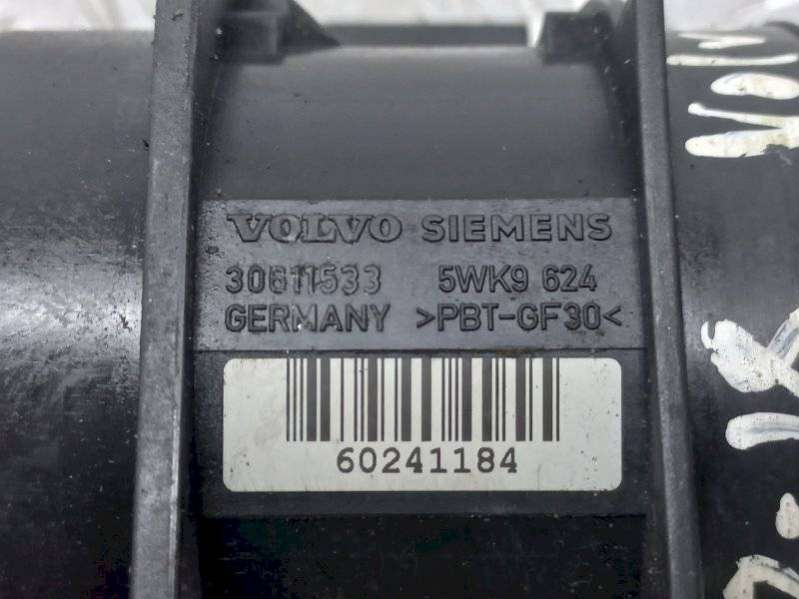 VOLVO SIEMENS
30611533 5WK9 624
GERMANY >PBT-GF30<
60241184